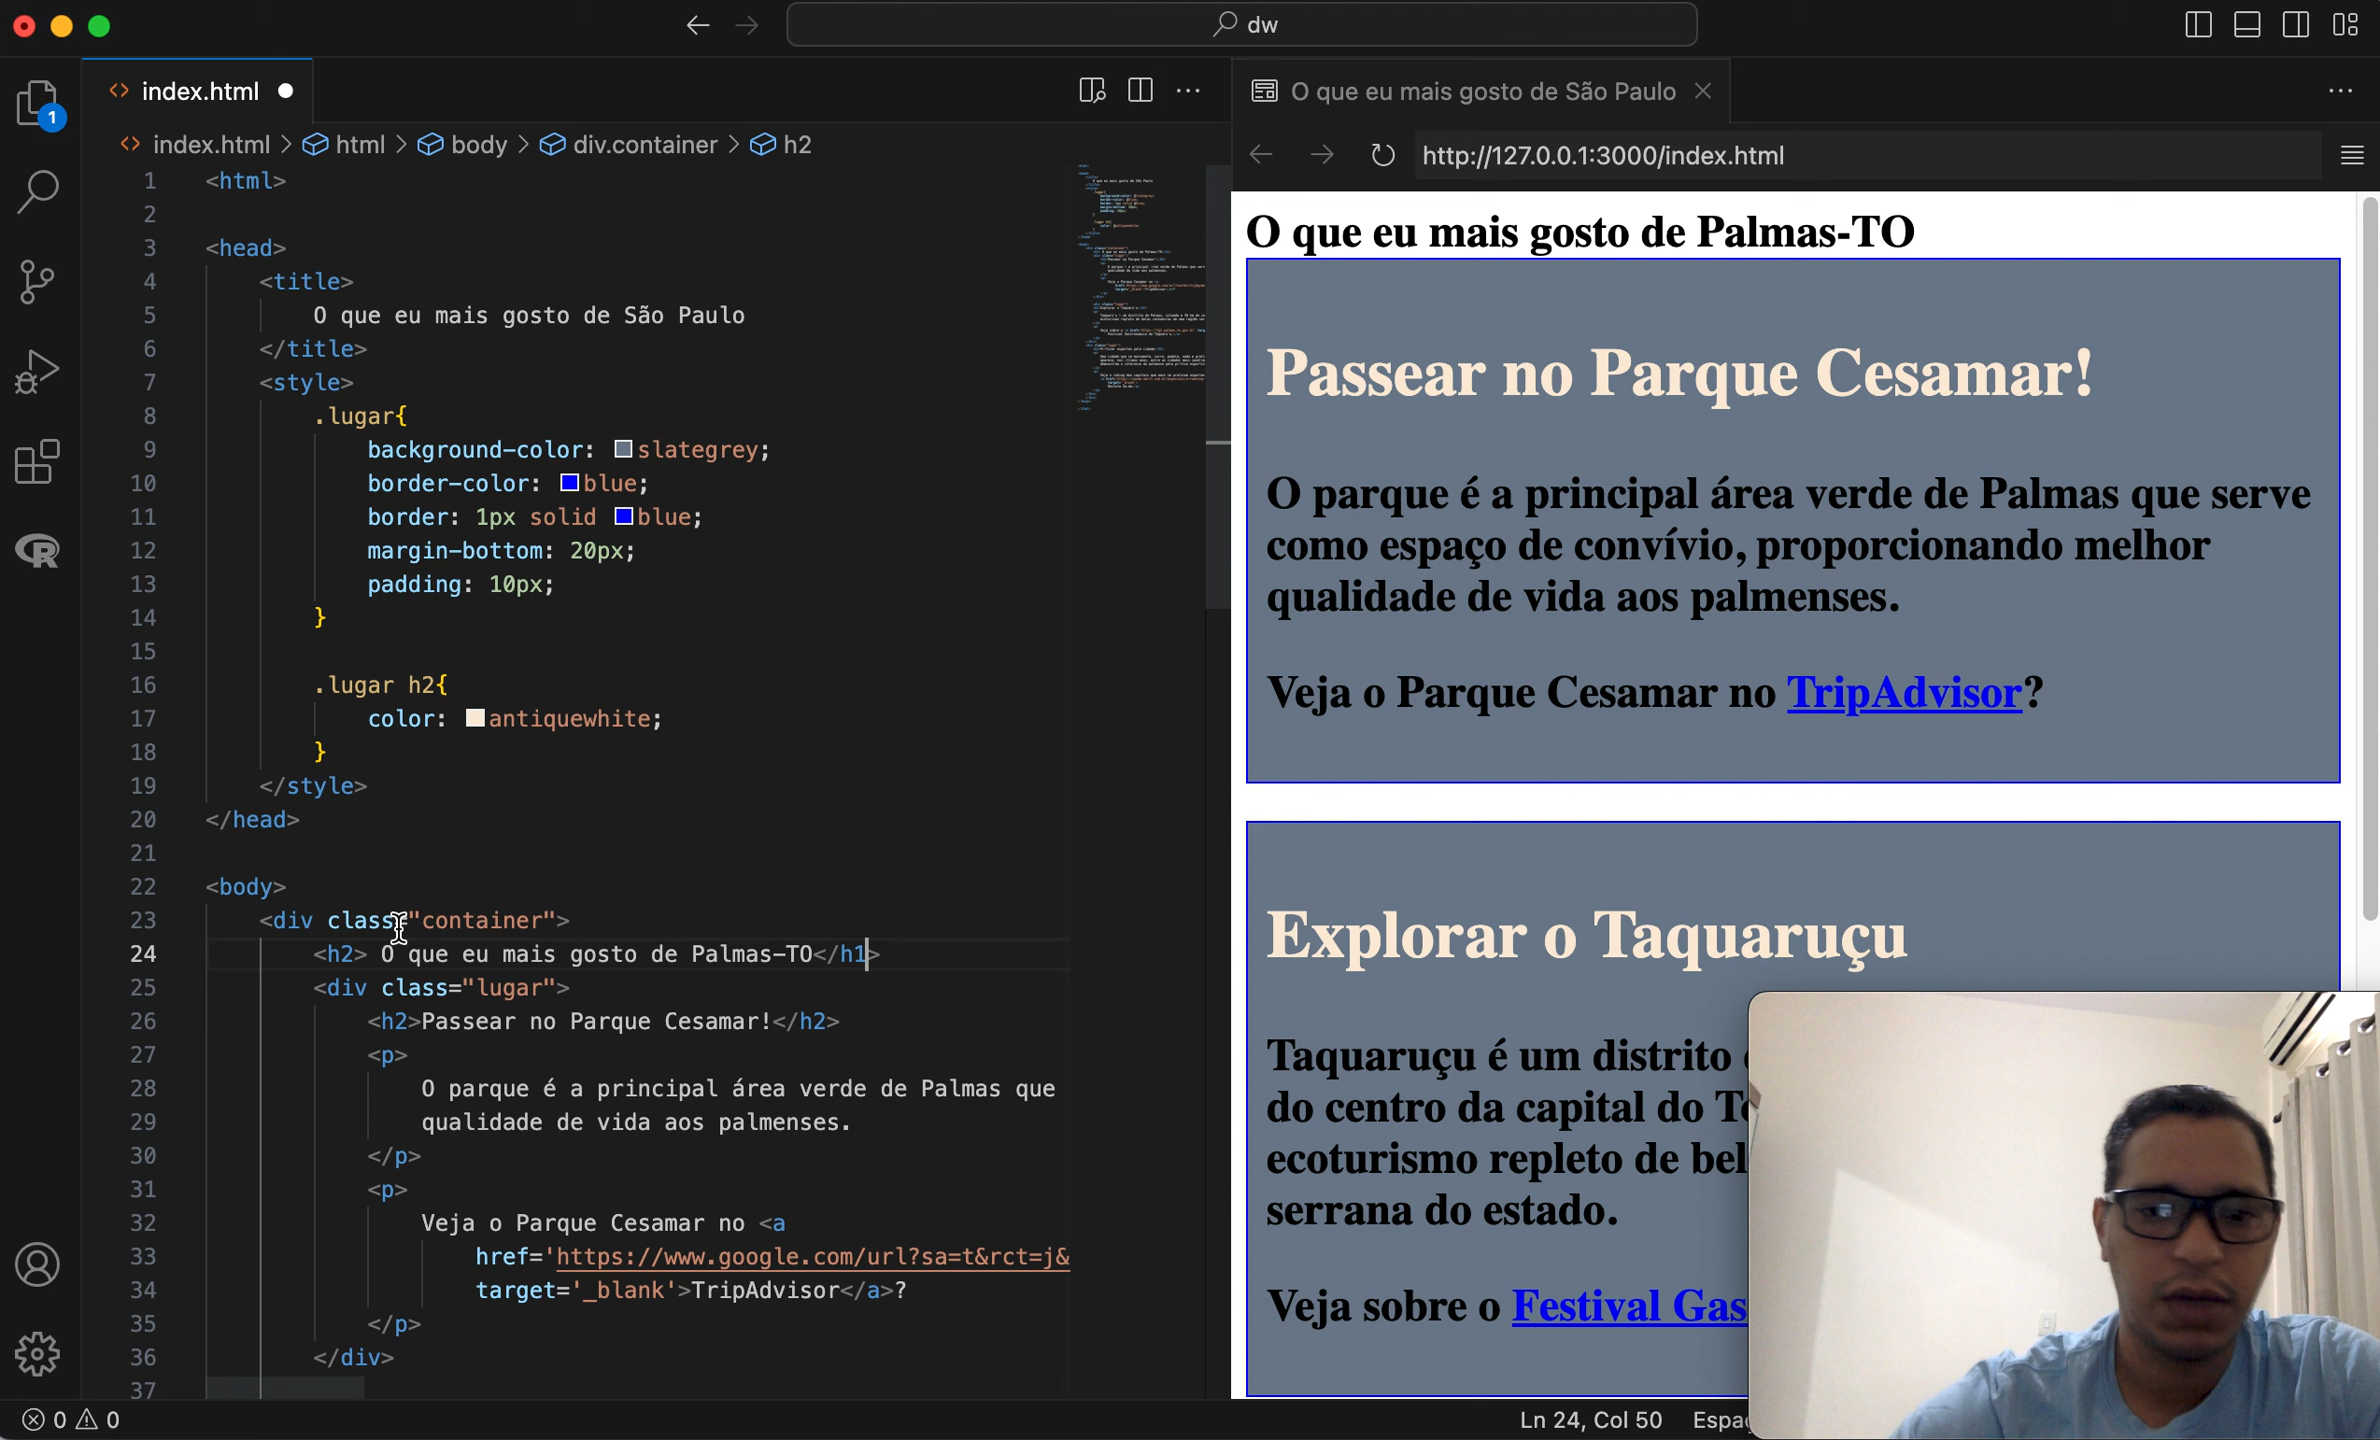 dw
index.html
O que eu mais gosto de São Paulo
1
index.html > html > body > div.container > h2
http://127.0.0.1:3000/index.html
1 <html>
2
3 <head>
4 <title>
5 O que eu mais gosto de São Paulo
6 </title>
7 <style>
8 .lugar{
9 background-color: slategrey;
10 border-color: blue;
11 border: 1px solid blue;
12 margin-bottom: 20px;
13 padding: 10px;
14 }
15
16 .lugar h2{
17 color: antiquewhite;
18 }
19 </style>
20 </head>
21
22 <body>
23 <div class="container">
24 <h2> O que eu mais gosto de Palmas-TO</h1>
25 <div class="lugar">
26 <h2>Passear no Parque Cesamar!</h2>
27 <p>
28 O parque é a principal área verde de Palmas que
29 qualidade de vida aos palmenses.
30 </p>
31 <p>
32 Veja o Parque Cesamar no <a
33 href='https://www.google.com/url?sa=t&rct=j&
34 target='_blank'>TripAdvisor</a>?
35 </p>
36 </div>
37
O que eu mais gosto de Palmas-TO
Passear no Parque Cesamar!
O parque é a principal área verde de Palmas que serve
como espaço de convívio, proporcionando melhor
qualidade de vida aos palmenses.
Veja o Parque Cesamar no TripAdvisor?
Explorar o Taquaruçu
Taquaruçu é um distrito
do centro da capital do
ecoturismo repleto de
serrana do estado.
Veja sobre o Festival
0 0
Ln 24, Col 50